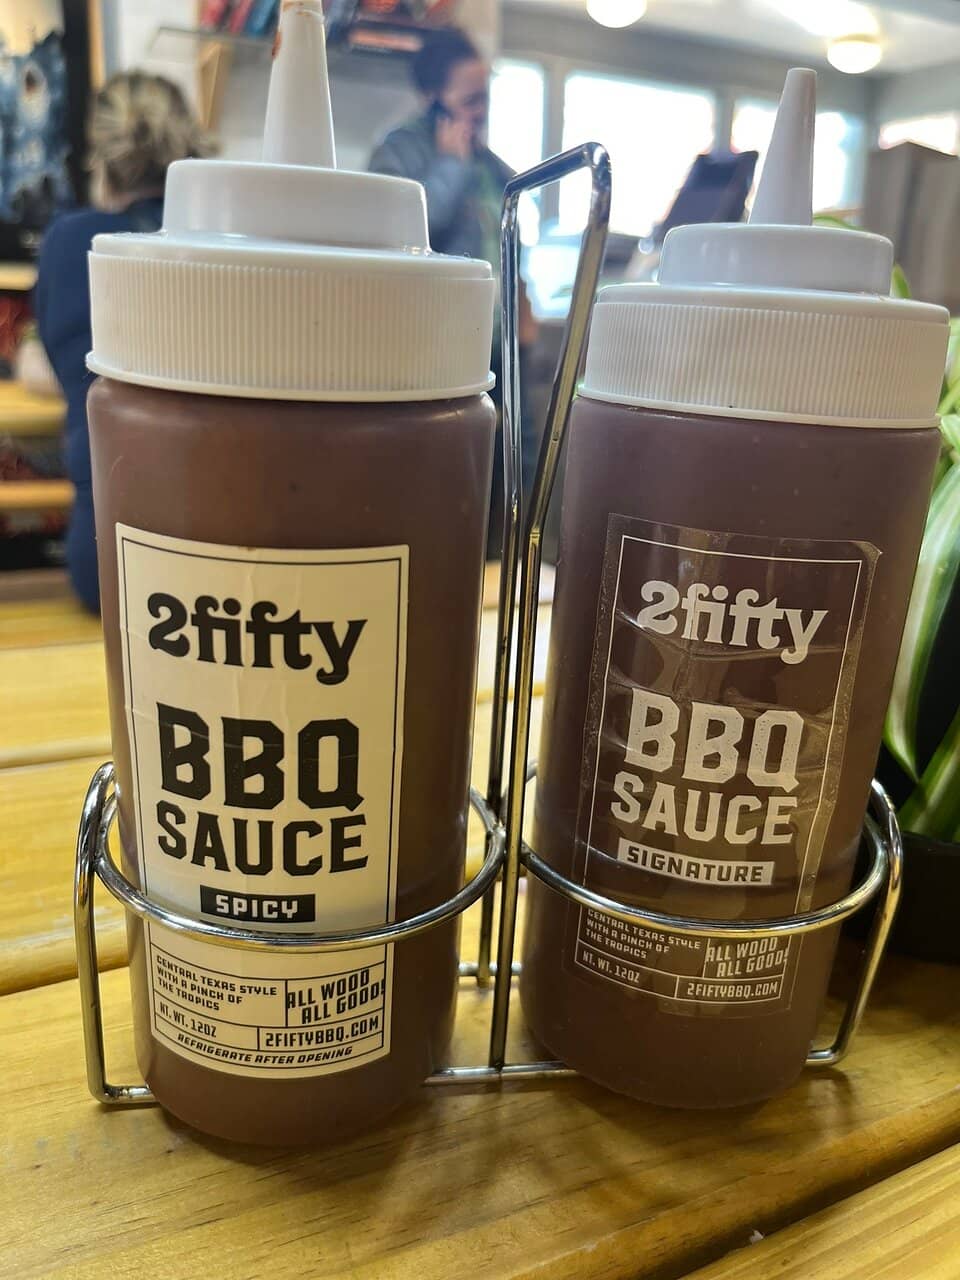 2fifty
BBQ
SAUCE
SPICY
CENTRAL TEXAS STYLE
WITH A PINCH OF
THE TROPICS
ALL WOOD
ALL GOOD!
NT. WT. 12OZ
2FIFTYBBQ.COM
REFRIGERATE AFTER OPENING
2fifty
BBQ
SAUCE
SIGNATURE
CENTRAL TEXAS STYLE
WITH A PINCH OF
THE TROPICS
ALL WOOD
ALL GOOD!
NT. WT. 12OZ
2FIFTYBBQ.COM